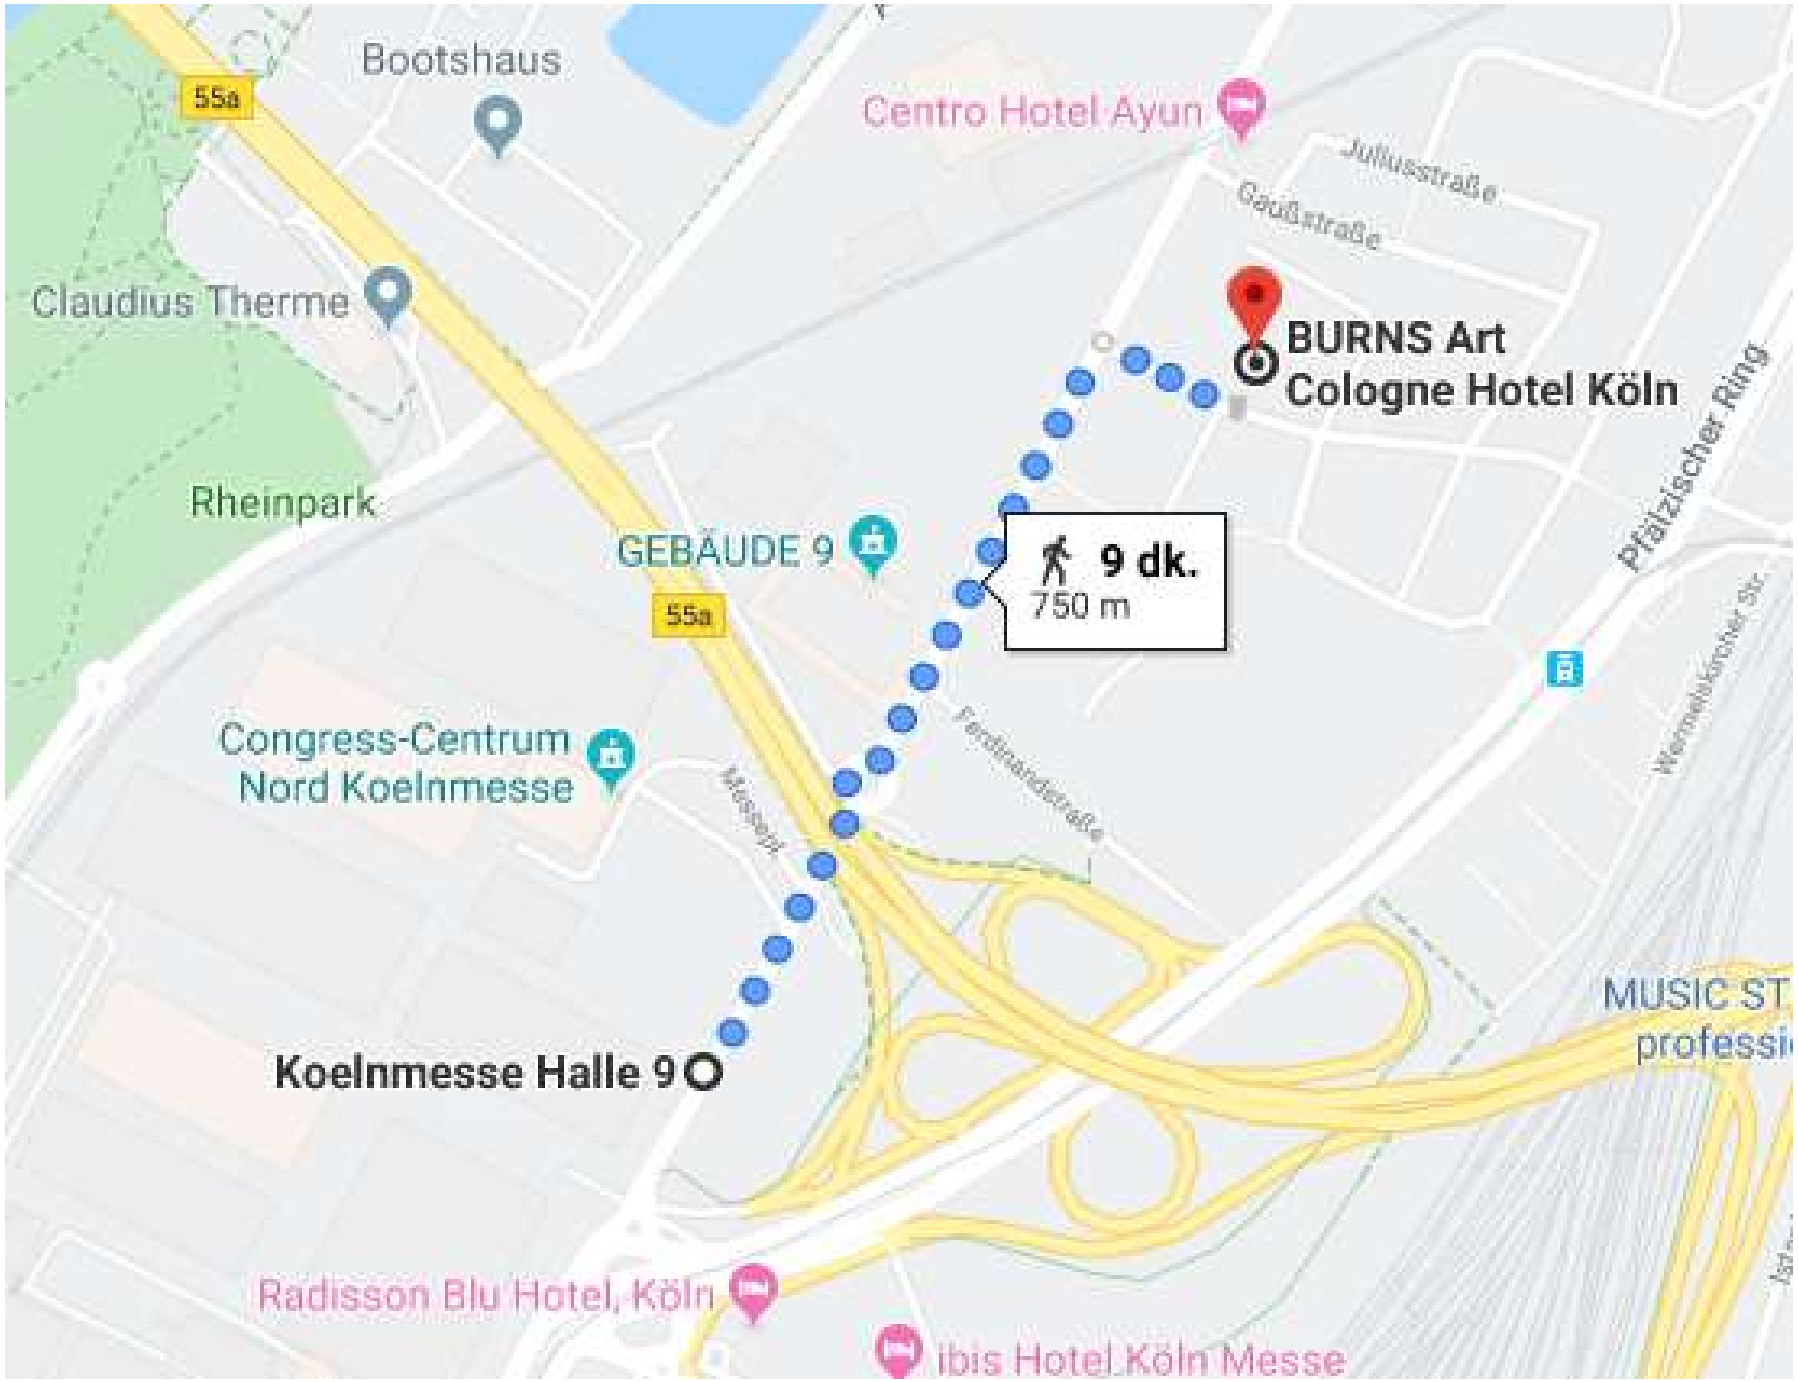 Bootshaus
55a
Centro Hotel Ayun
Juliusstraße
Gaußstraße
Claudius Therme
BURNS Art
Cologne Hotel Köln
Pfälzischer Ring
Rheinpark
GEBÄUDE 9
9 dk.
750 m
55a
Wermelskircher Str.
Congress-Centrum
Nord Koelnmesse
Messepl.
Ferdinandstraße
MUSIC ST
professi
Koelnmesse Halle 9
Radisson Blu Hotel, Köln
ibis Hotel Köln Messe